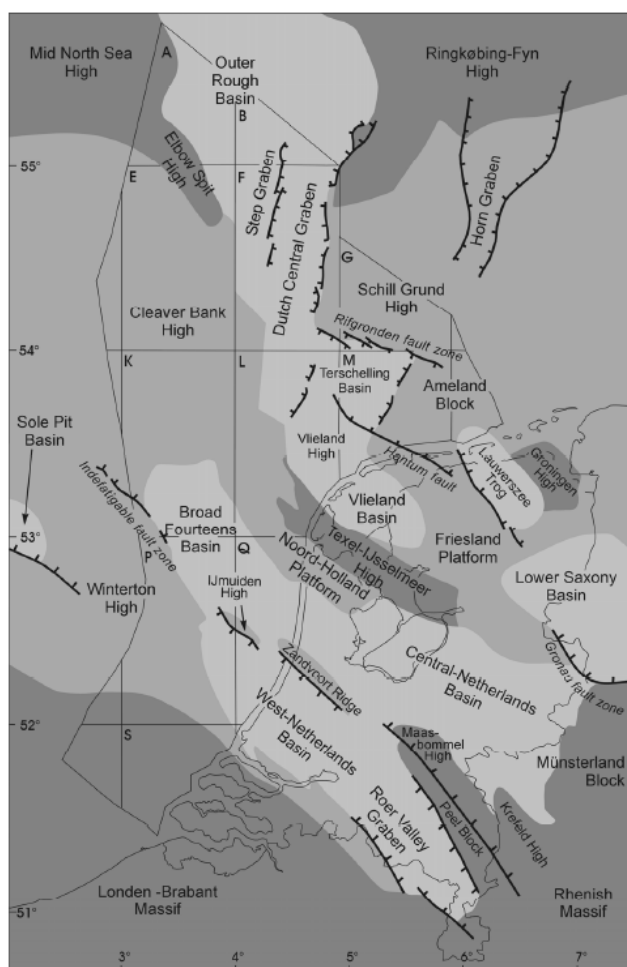 Mid North Sea
High
A
Outer
Rough
Basin
Ringkøbing-Fyn
High
B
Elbow Spit
High
55°
E
F
Step Graben
Dutch Central Graben
Horn Graben
G
Schill Grund
High
Cleaver Bank
High
Rifgronden fault zone
54°
K
L
M
Terschelling
Basin
Ameland
Block
Sole Pit
Basin
Vlieland
High
Hantum fault
Lauwerszee
Trog
Groningen
High
Indefatigable fault zone
Broad
Fourteens
Basin
Vlieland
Basin
Friesland
Platform
53°
P
Q
Texel-IJsselmeer
High
Noord-Holland
Platform
Lower Saxony
Basin
Winterton
High
IJmuiden
High
Zandvoort Ridge
Central-Netherlands
Basin
Gronau fault zone
52°
S
West-Netherlands
Basin
Maas-
bommel
High
Münsterland
Block
Roer Valley
Graben
Peel Block
Krefeld High
Londen -Brabant
Massif
Rhenish
Massif
51°
3°
4°
5°
6°
7°